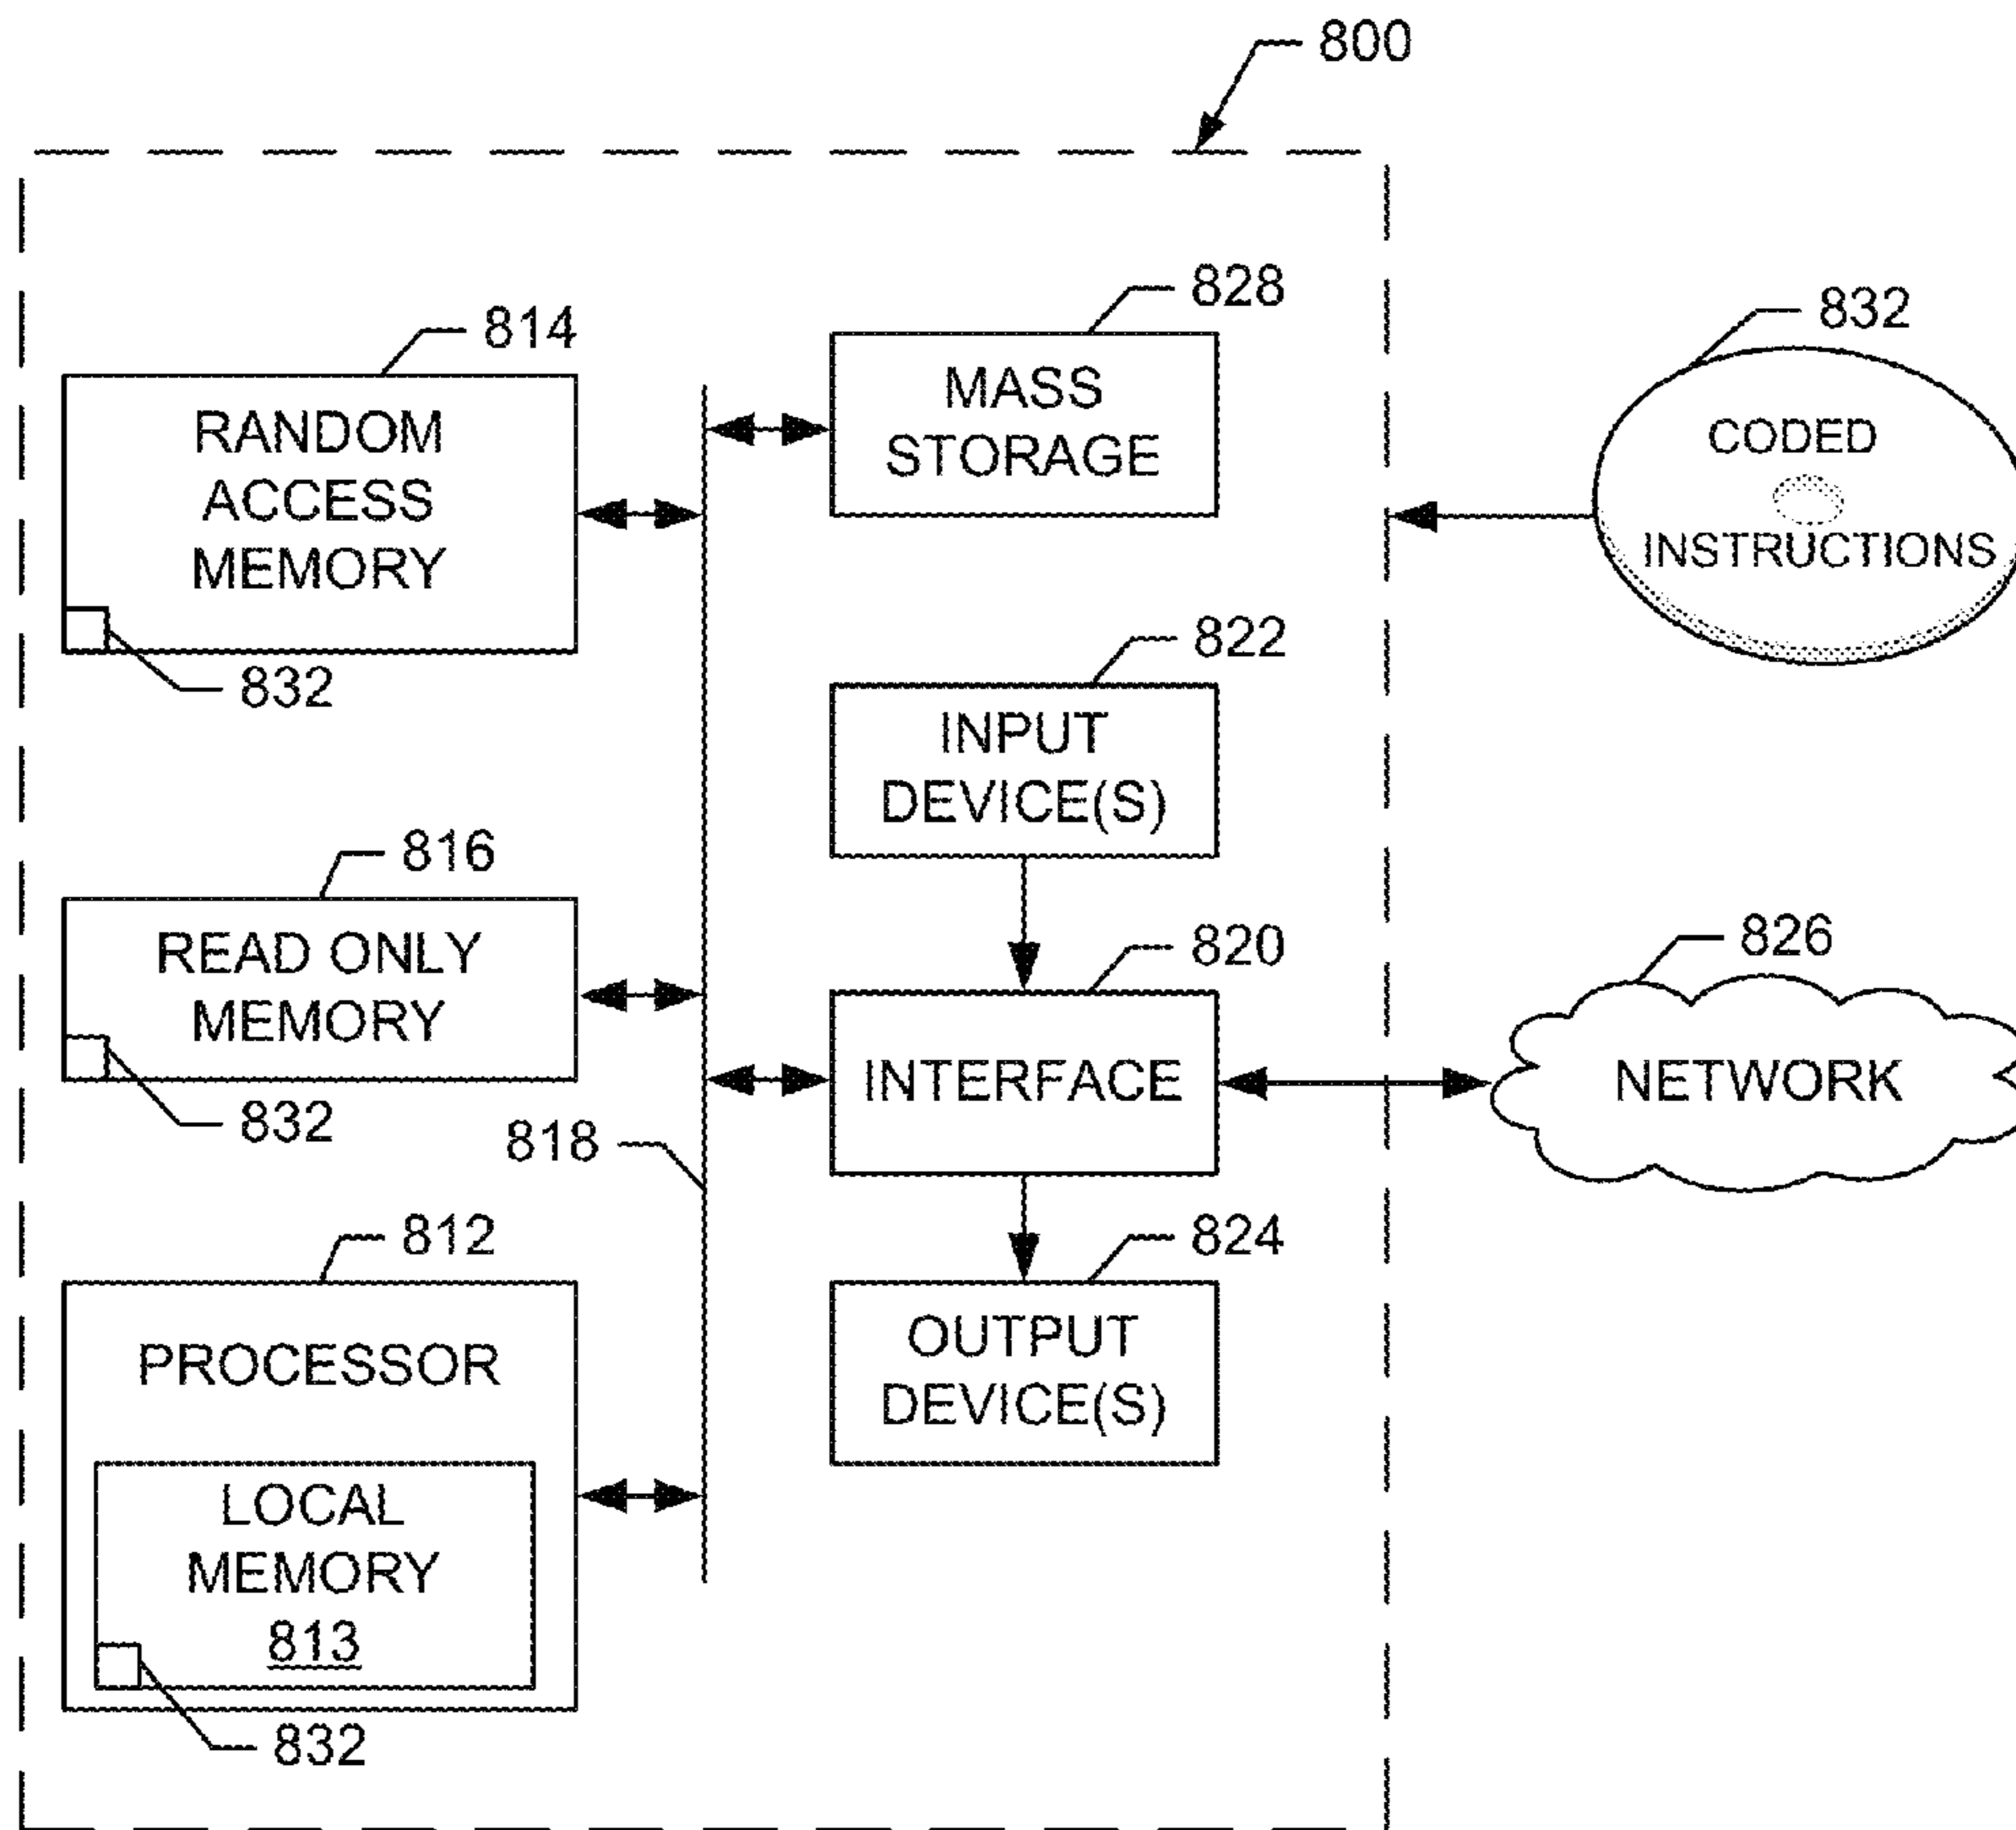 800
828
814
832
MASS
STORAGE
RANDOM
ACCESS
MEMORY
CODED
INSTRUCTIONS
832
822
INPUT
DEVICE(S)
816
READ ONLY
MEMORY
832
820
826
INTERFACE
NETWORK
818
812
824
PROCESSOR
OUTPUT
DEVICE(S)
LOCAL
MEMORY
813
832